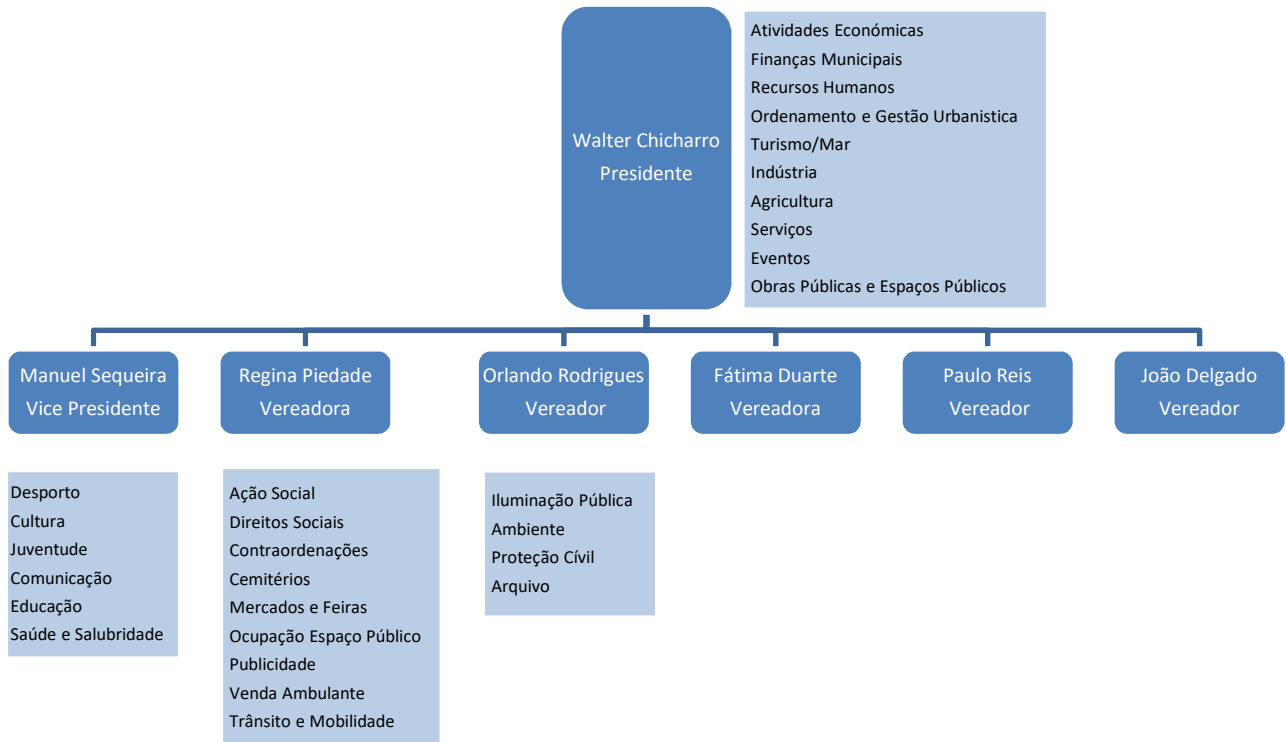 Walter Chicharro
Presidente
Atividades Económicas
Finanças Municipais
Recursos Humanos
Ordenamento e Gestão Urbanistica
Turismo/Mar
Indústria
Agricultura
Serviços
Eventos
Obras Públicas e Espaços Públicos
Manuel Sequeira
Vice Presidente
Regina Piedade
Vereadora
Orlando Rodrigues
Vereador
Fátima Duarte
Vereadora
Paulo Reis
Vereador
João Delgado
Vereador
Desporto
Cultura
Juventude
Comunicação
Educação
Saúde e Salubridade
Ação Social
Direitos Sociais
Contraordenações
Cemitérios
Mercados e Feiras
Ocupação Espaço Público
Publicidade
Venda Ambulante
Trânsito e Mobilidade
Iluminação Pública
Ambiente
Proteção Cívil
Arquivo